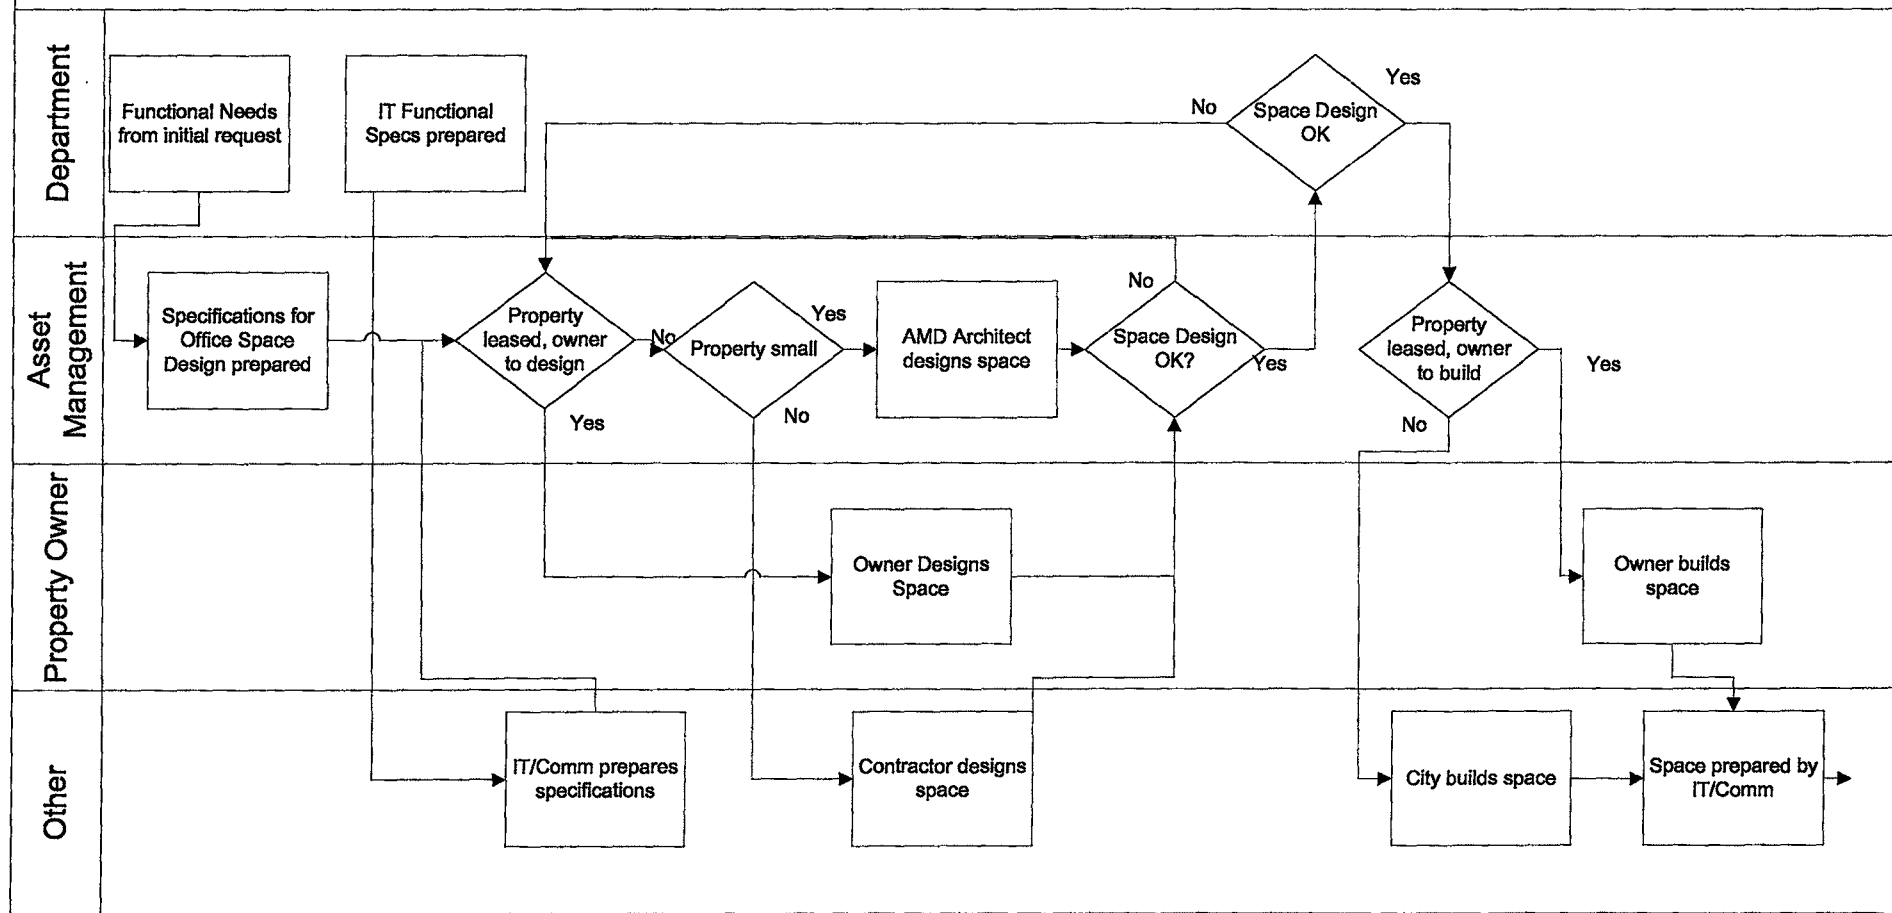 Department
Functional Needs
from initial request
IT Functional
Specs prepared
No
Space Design
OK
Yes
Asset
Management
Specifications for
Office Space
Design prepared
Property
leased, owner
to design
No
Yes
Property small
Yes
No
AMD Architect
designs space
No
Space Design
OK?
Yes
Property
leased, owner
to build
Yes
No
Property Owner
Owner Designs
Space
Owner builds
space
Other
IT/Comm prepares
specifications
Contractor designs
space
City builds space
Space prepared by
IT/Comm